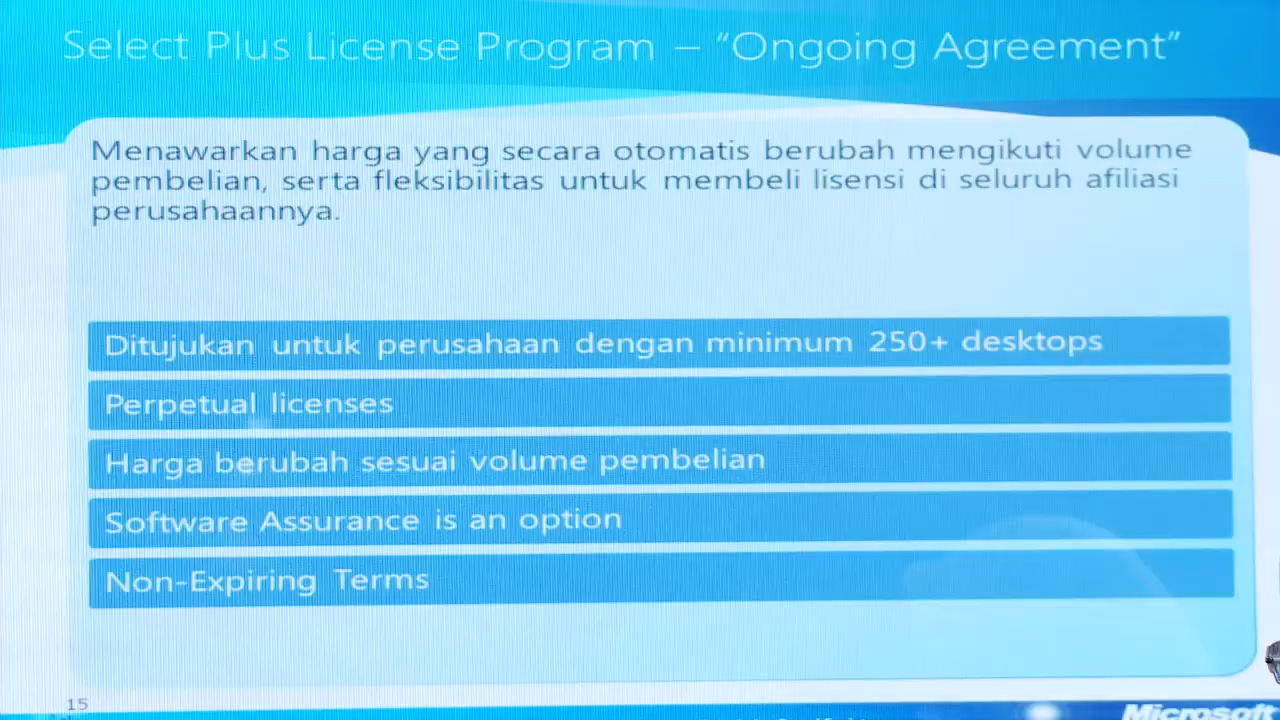 Select Plus License Program – “Ongoing Agreement”
Menawarkan harga yang secara otomatis berubah mengikuti volume
pembelian, serta fleksibilitas untuk membeli lisensi di seluruh afiliasi
perusahaannya.
Ditujukan untuk perusahaan dengan minimum 250+ desktops
Perpetual licenses
Harga berubah sesuai volume pembelian
Software Assurance is an option
Non-Expiring Terms
15
Microsoft